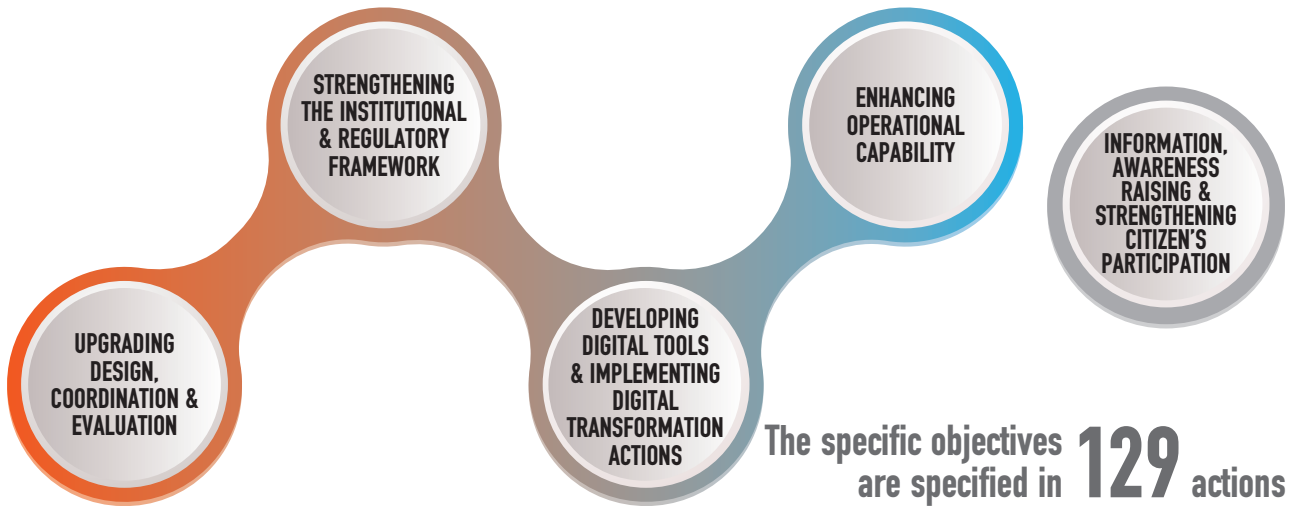 UPGRADING
DESIGN,
COORDINATION &
EVALUATION
STRENGTHENING
THE INSTITUTIONAL
& REGULATORY
FRAMEWORK
DEVELOPING
DIGITAL TOOLS
& IMPLEMENTING
DIGITAL
TRANSFORMATION
ACTIONS
ENHANCING
OPERATIONAL
CAPABILITY
INFORMATION,
AWARENESS
RAISING &
STRENGTHENING
CITIZEN'S
PARTICIPATION
The specific objectives
are specified in 129 actions